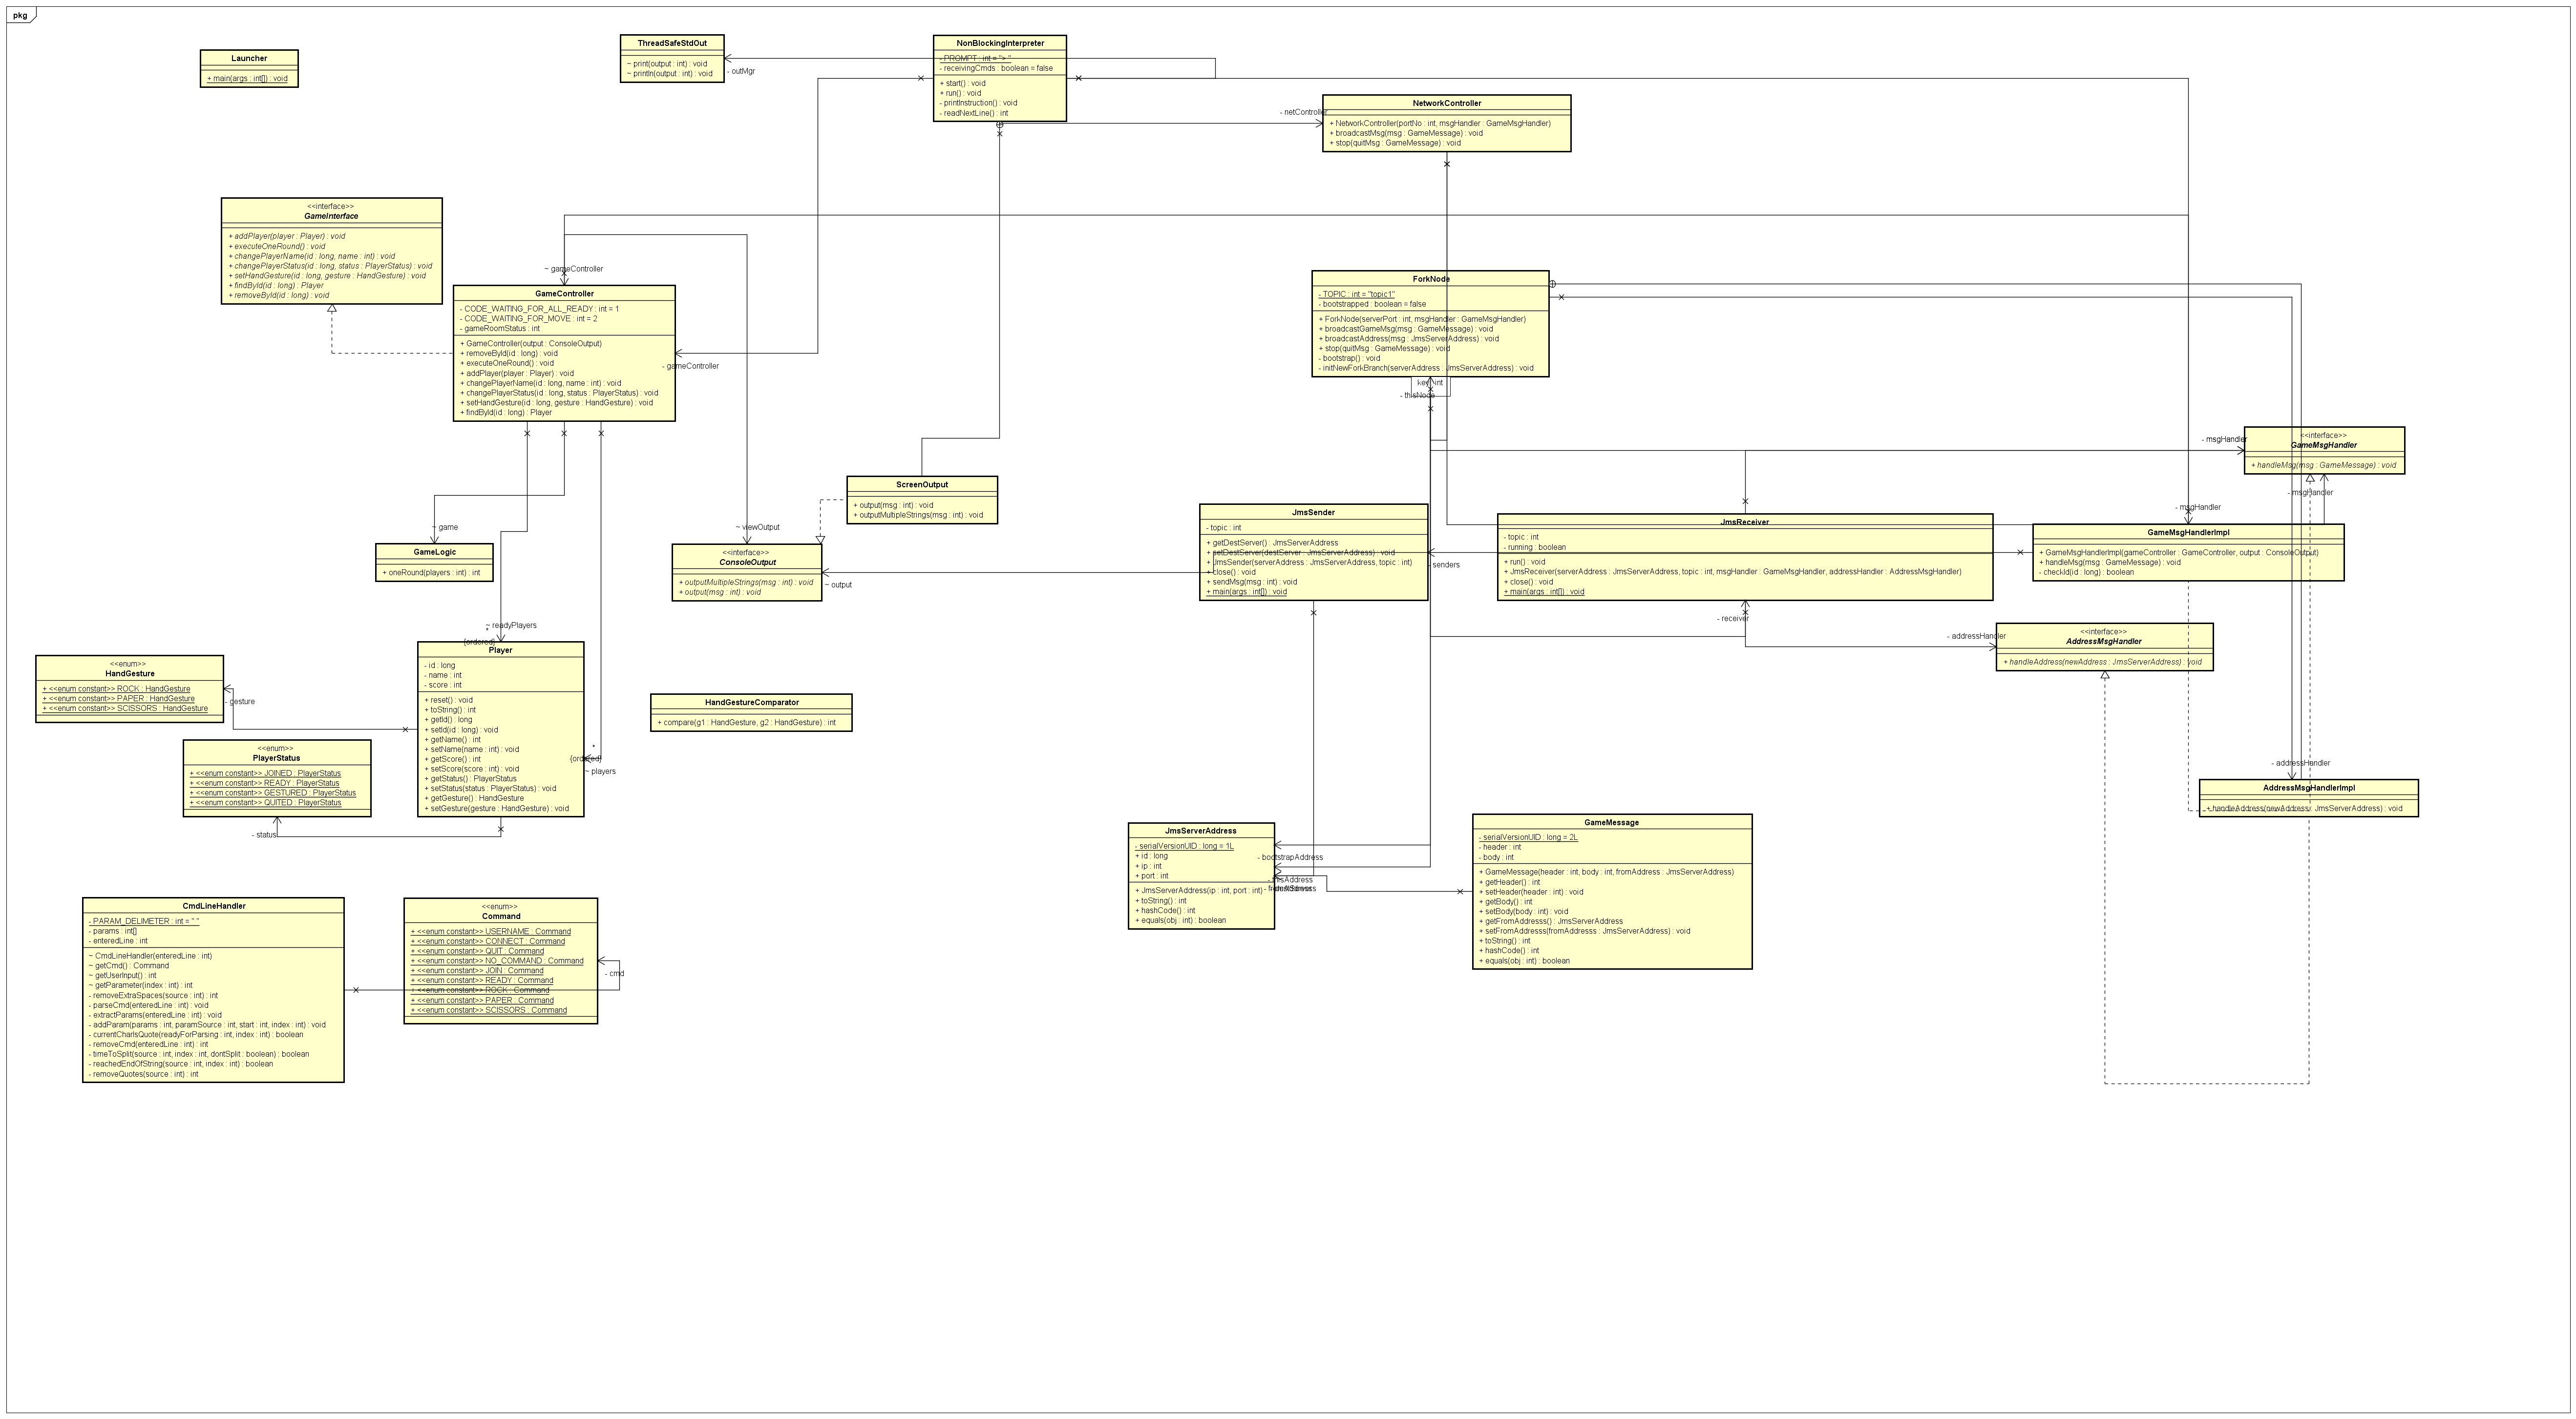 pkg
Launcher
+ main(args : int[]) : void
ThreadSafeStdOut
~ print(output : int) : void
~ println(output : int) : void
- outMgr
NonBlockingInterpreter
- PROMPT : int = "> "
- receivingCmds : boolean = false
+ start() : void
+ run() : void
- printInstruction() : void
- readNextLine() : int
- netController
NetworkController
+ NetworkController(portNo : int, msgHandler : GameMsgHandler)
+ broadcastMsg(msg : GameMessage) : void
+ stop(quitMsg : GameMessage) : void
<<interface>>
GameInterface
+ addPlayer(player : Player) : void
+ executeOneRound() : void
+ changePlayerName(id : long, name : int) : void
+ changePlayerStatus(id : long, status : PlayerStatus) : void
+ setHandGesture(id : long, gesture : HandGesture) : void
+ findById(id : long) : Player
+ removeById(id : long) : void
~ gameController
GameController
- CODE_WAITING_FOR_ALL_READY : int = 1
- CODE_WAITING_FOR_MOVE : int = 2
- gameRoomStatus : int
+ GameController(output : ConsoleOutput)
+ removeById(id : long) : void
+ executeOneRound() : void
+ addPlayer(player : Player) : void
+ changePlayerName(id : long, name : int) : void
+ changePlayerStatus(id : long, status : PlayerStatus) : void
+ setHandGesture(id : long, gesture : HandGesture) : void
+ findById(id : long) : Player
- gameController
ForkNode
- TOPIC : int = "topic1"
- bootstrapped : boolean = false
+ ForkNode(serverPort : int, msgHandler : GameMsgHandler)
+ broadcastGameMsg(msg : GameMessage) : void
+ broadcastAddress(msg : JmsServerAddress) : void
+ stop(quitMsg : GameMessage) : void
- bootstrap() : void
- initNewForkBranch(serverAddress : JmsServerAddress) : void
- thisNode
- msgHandler
<<interface>>
GameMsgHandler
+ handleMsg(msg : GameMessage) : void
- msgHandler
- msgHandler
ScreenOutput
+ output(msg : int) : void
+ outputMultipleStrings(msg : int) : void
~ game
GameLogic
+ oneRound(players : int) : int
~ viewOutput
<<interface>>
ConsoleOutput
+ outputMultipleStrings(msg : int) : void
+ output(msg : int) : void
~ output
JmsSender
- topic : int
+ getDestServer() : JmsServerAddress
+ setDestServer(destServer : JmsServerAddress) : void
+ JmsSender(serverAddress : JmsServerAddress, topic : int)
+ close() : void
+ sendMsg(msg : int) : void
+ main(args : int[]) : void
- senders
JmsReceiver
- topic : int
- running : boolean
+ run() : void
+ JmsReceiver(serverAddress : JmsServerAddress, topic : int, msgHandler : GameMsgHandler, addressHandler : AddressMsgHandler)
+ close() : void
+ main(args : int[]) : void
- receiver
GameMsgHandlerImpl
+ GameMsgHandlerImpl(gameController : GameController, output : ConsoleOutput)
+ handleMsg(msg : GameMessage) : void
- checkId(id : long) : boolean
- addressHandler
<<interface>>
AddressMsgHandler
+ handleAddress(newAddress : JmsServerAddress) : void
~ readyPlayers
*
{ordered}
Player
- id : long
- name : int
- score : int
+ reset() : void
+ toString() : int
+ getId() : long
+ setId(id : long) : void
+ getName() : int
+ setName(name : int) : void
+ getScore() : int
+ setScore(score : int) : void
+ getStatus() : PlayerStatus
+ setStatus(status : PlayerStatus) : void
+ getGesture() : HandGesture
+ setGesture(gesture : HandGesture) : void
*
{ordered}
~ players
<<enum>>
HandGesture
+ <<enum constant>> ROCK : HandGesture
+ <<enum constant>> PAPER : HandGesture
+ <<enum constant>> SCISSORS : HandGesture
- gesture
<<enum>>
PlayerStatus
+ <<enum constant>> JOINED : PlayerStatus
+ <<enum constant>> READY : PlayerStatus
+ <<enum constant>> GESTURED : PlayerStatus
+ <<enum constant>> QUITED : PlayerStatus
- status
HandGestureComparator
+ compare(g1 : HandGesture, g2 : HandGesture) : int
- addressHandler
AddressMsgHandlerImpl
+ handleAddress(newAddress : JmsServerAddress) : void
JmsServerAddress
- serialVersionUID : long = 1L
+ id : long
+ ip : int
+ port : int
+ JmsServerAddress(ip : int, port : int)
+ toString() : int
+ hashCode() : int
+ equals(obj : int) : boolean
- bootstrapAddress
GameMessage
- serialVersionUID : long = 2L
- header : int
- body : int
+ GameMessage(header : int, body : int, fromAddress : JmsServerAddress)
+ getHeader() : int
+ setHeader(header : int) : void
+ getBody() : int
+ setBody(body : int) : void
+ getFromAddresss() : JmsServerAddress
+ setFromAddresss(fromAddresss : JmsServerAddress) : void
+ toString() : int
+ hashCode() : int
+ equals(obj : int) : boolean
CmdLineHandler
- PARAM_DELIMETER : int = " "
- params : int[]
- enteredLine : int
~ CmdLineHandler(enteredLine : int)
~ getCmd() : Command
~ getUserInput() : int
~ getParameter(index : int) : int
- removeExtraSpaces(source : int) : int
- parseCmd(enteredLine : int) : void
- extractParams(enteredLine : int) : void
- addParam(params : int, paramSource : int, start : int, index : int) : void
- currentCharIsQuote(readyForParsing : int, index : int) : boolean
- removeCmd(enteredLine : int) : int
- timeToSplit(source : int, index : int, dontSplit : boolean) : boolean
- reachedEndOfString(source : int, index : int) : boolean
- removeQuotes(source : int) : int
<<enum>>
Command
+ <<enum constant>> USERNAME : Command
+ <<enum constant>> CONNECT : Command
+ <<enum constant>> QUIT : Command
+ <<enum constant>> NO_COMMAND : Command
+ <<enum constant>> JOIN : Command
+ <<enum constant>> READY : Command
+ <<enum constant>> ROCK : Command
+ <<enum constant>> PAPER : Command
+ <<enum constant>> SCISSORS : Command
- cmd